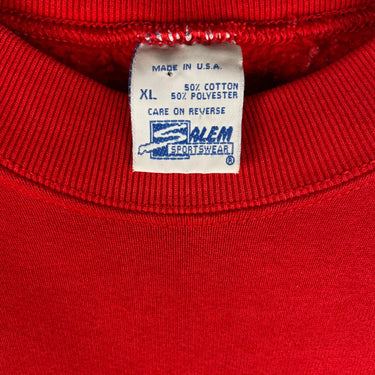 MADE IN U.S.A.
XL 50% COTTON
50% POLYESTER
CARE ON REVERSE
SALEM
SPORTSWEAR
®